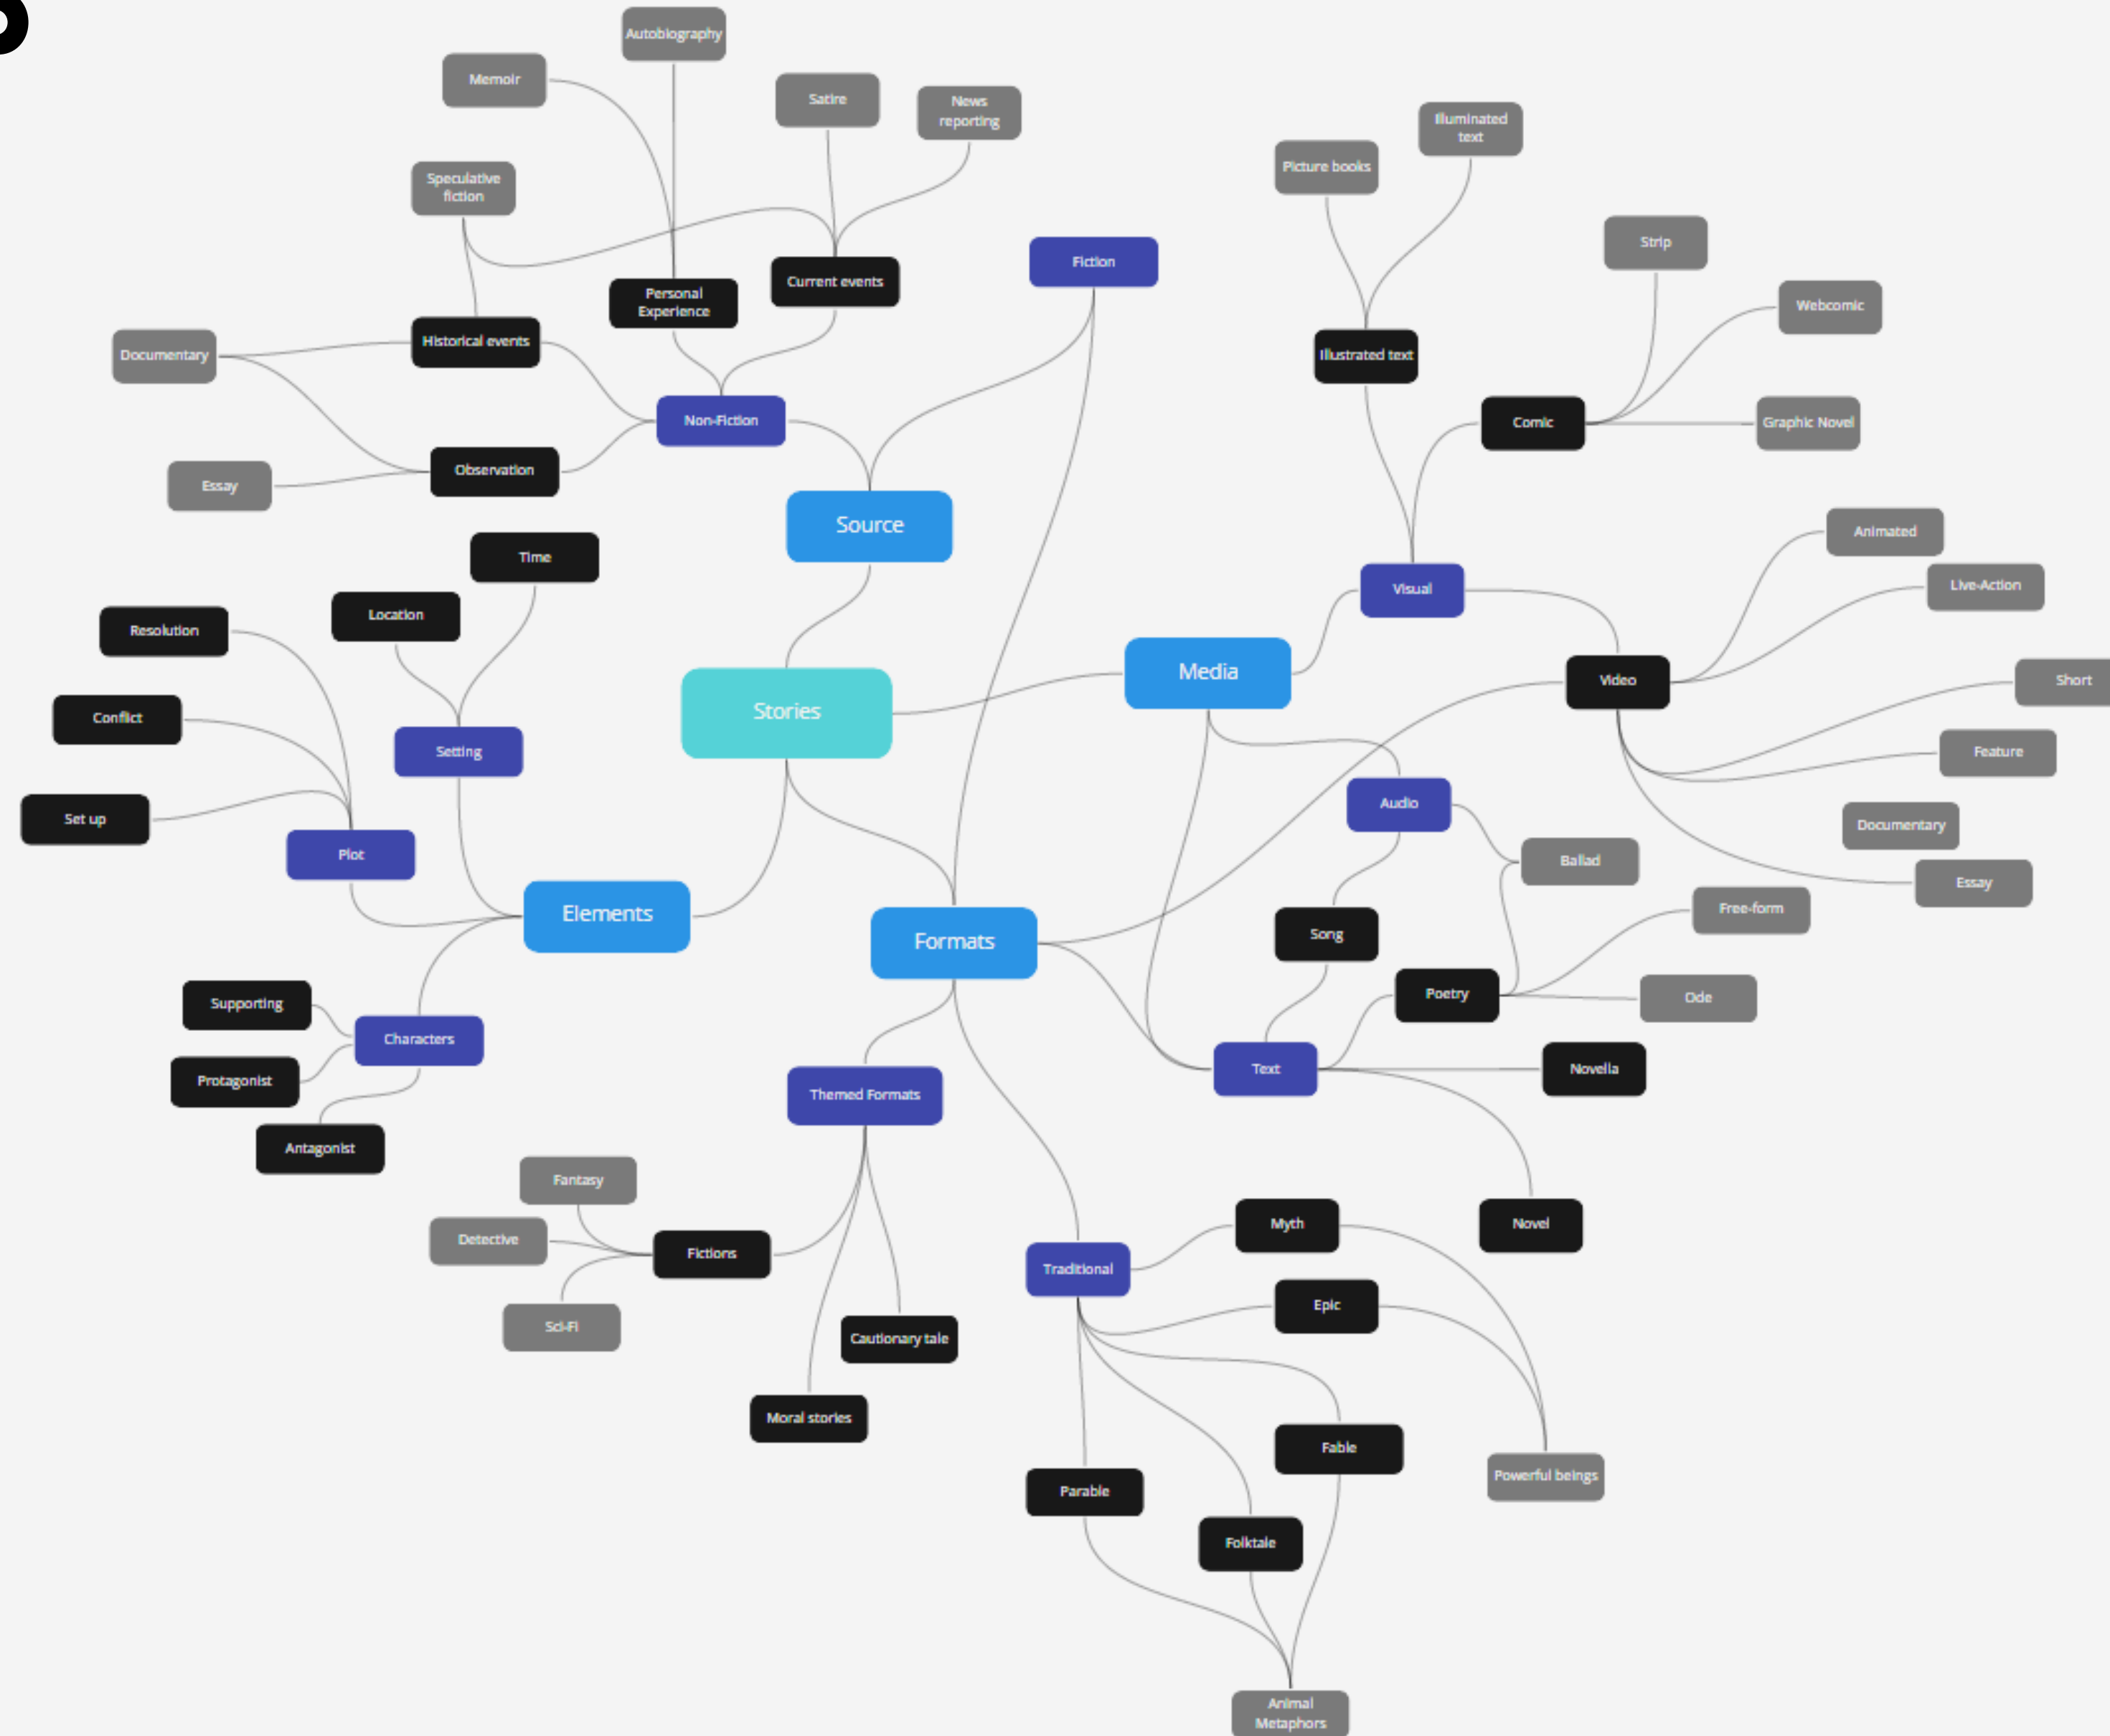 Autobiography
Memoir
Satire
News
reporting
Illuminated
text
Picture books
Speculative
fiction
Strip
Fiction
Current events
Personal
Experience
Webcomic
Historical events
Documentary
Illustrated text
Non-Fiction
Comic
Graphic Novel
Observation
Essay
Source
Animated
Time
Live-Action
Visual
Location
Resolution
Media
Video
Short
Stories
Conflict
Setting
Feature
Audio
Set up
Documentary
Plot
Ballad
Essay
Elements
Free-form
Formats
Song
Supporting
Poetry
Ode
Characters
Text
Novella
Protagonist
Themed Formats
Antagonist
Fantasy
Myth
Novel
Detective
Fictions
Traditional
Epic
Sci-Fi
Cautionary tale
Moral stories
Fable
Powerful beings
Parable
Folktale
Animal
Metaphors